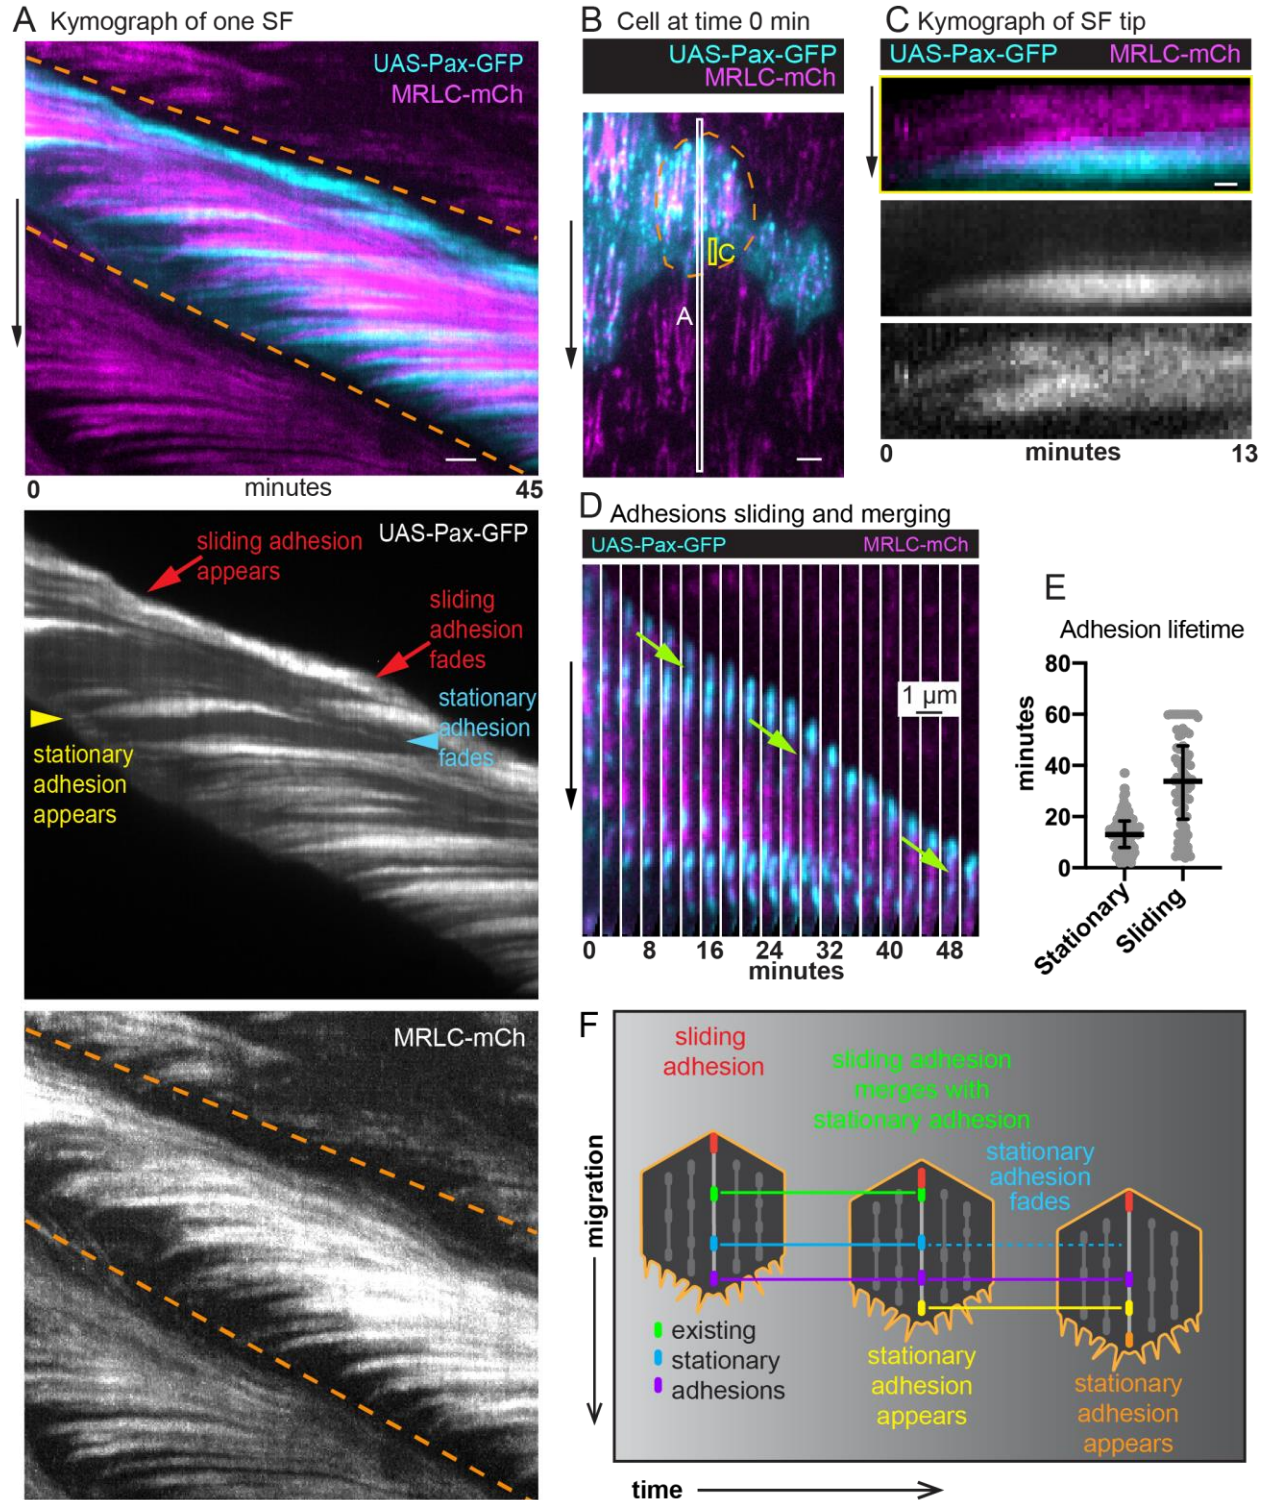 A Kymograph of one SF
UAS-Pax-GFP
MRLC-mCh
0 minutes 45
UAS-Pax-GFP
sliding adhesion
appears
sliding
adhesion
fades
stationary
adhesion
fades
stationary
adhesion
appears
MRLC-mCh
B Cell at time 0 min
UAS-Pax-GFP
MRLC-mCh
C
A
C Kymograph of SF tip
UAS-Pax-GFP MRLC-mCh
0 minutes 13
D Adhesions sliding and merging
UAS-Pax-GFP MRLC-mCh
1 µm
0 8 16 24 32 40 48
minutes
E
Adhesion lifetime
minutes
80
60
40
20
0
Stationary
Sliding
F
sliding
adhesion
sliding adhesion
merges with
stationary adhesion
stationary
adhesion
fades
migration
existing
stationary
adhesions
stationary
adhesion
appears
stationary
adhesion
appears
time